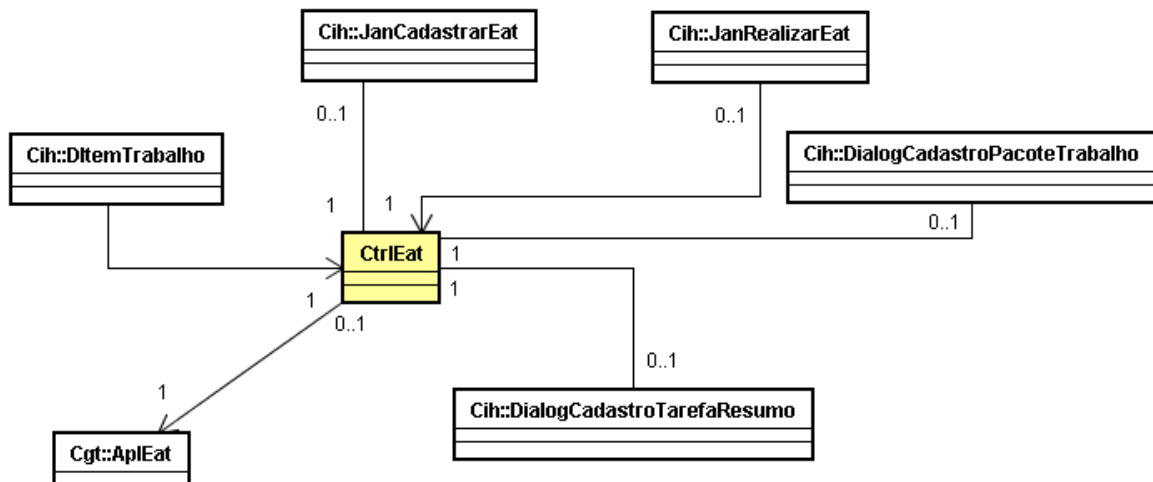 Cih::JanCadastrarEat
Cih::JanRealizarEat
0..1
0..1
Cih::DItemTrabalho
Cih::DialogCadastroPacoteTrabalho
1
1
0..1
CtrlEat
1
1
1
0..1
0..1
1
Cih::DialogCadastroTarefaResumo
Cgt::AplEat